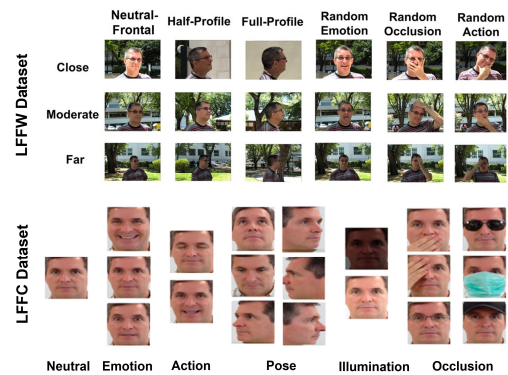 Neutral-
Frontal
Half-Profile
Full-Profile
Random
Emotion
Random
Occlusion
Random
Action
LFFW Dataset
Close
Moderate
Far
LFFC Dataset
Neutral
Emotion
Action
Pose
Illumination
Occlusion